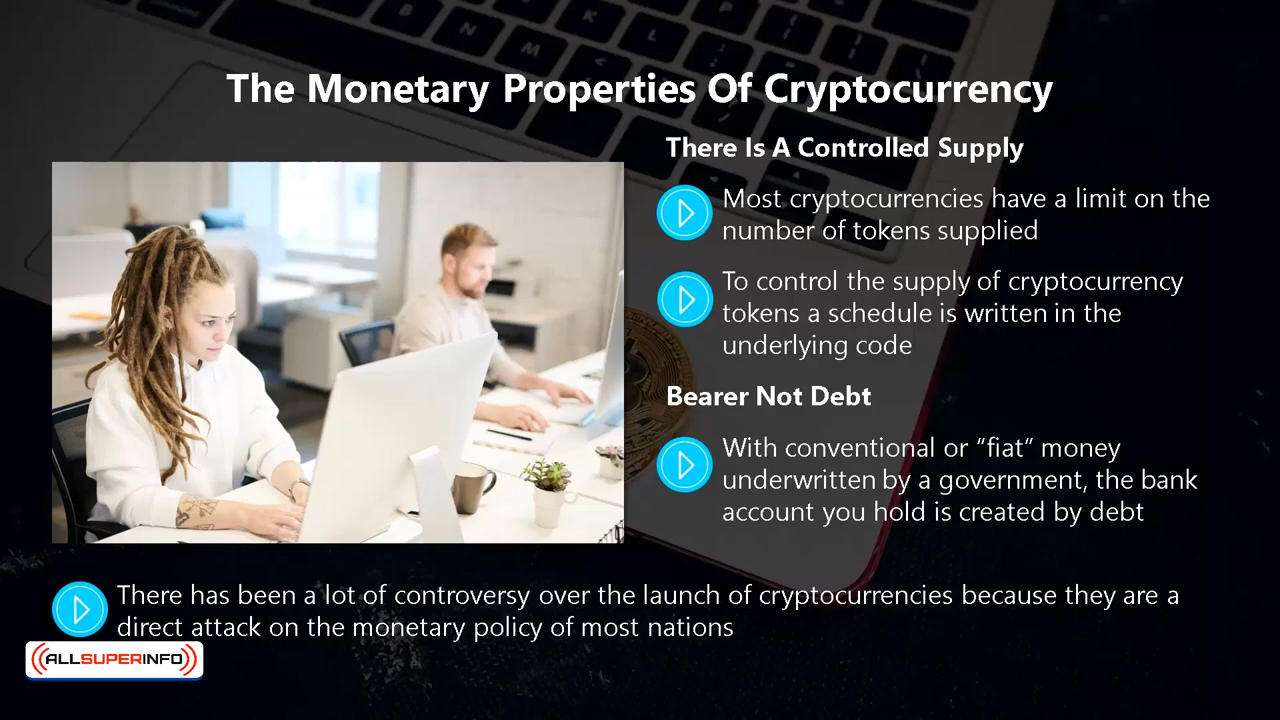 The Monetary Properties Of Cryptocurrency
There Is A Controlled Supply
Most cryptocurrencies have a limit on the
number of tokens supplied
To control the supply of cryptocurrency
tokens a schedule is written in the
underlying code
Bearer Not Debt
With conventional or “fiat” money
underwritten by a government, the bank
account you hold is created by debt
There has been a lot of controversy over the launch of cryptocurrencies because they are a
direct attack on the monetary policy of most nations
ALLSUPERINFO
B
N
M
K
L